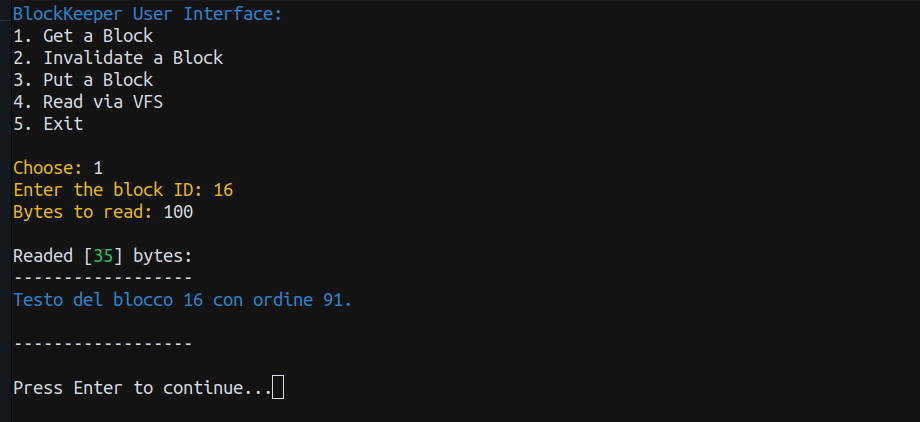 BlockKeeper User Interface:
1. Get a Block
2. Invalidate a Block
3. Put a Block
4. Read via VFS
5. Exit
Choose: 1
Enter the block ID: 16
Bytes to read: 100
Readed [35] bytes:
------------------
Testo del blocco 16 con ordine 91.
------------------
Press Enter to continue...